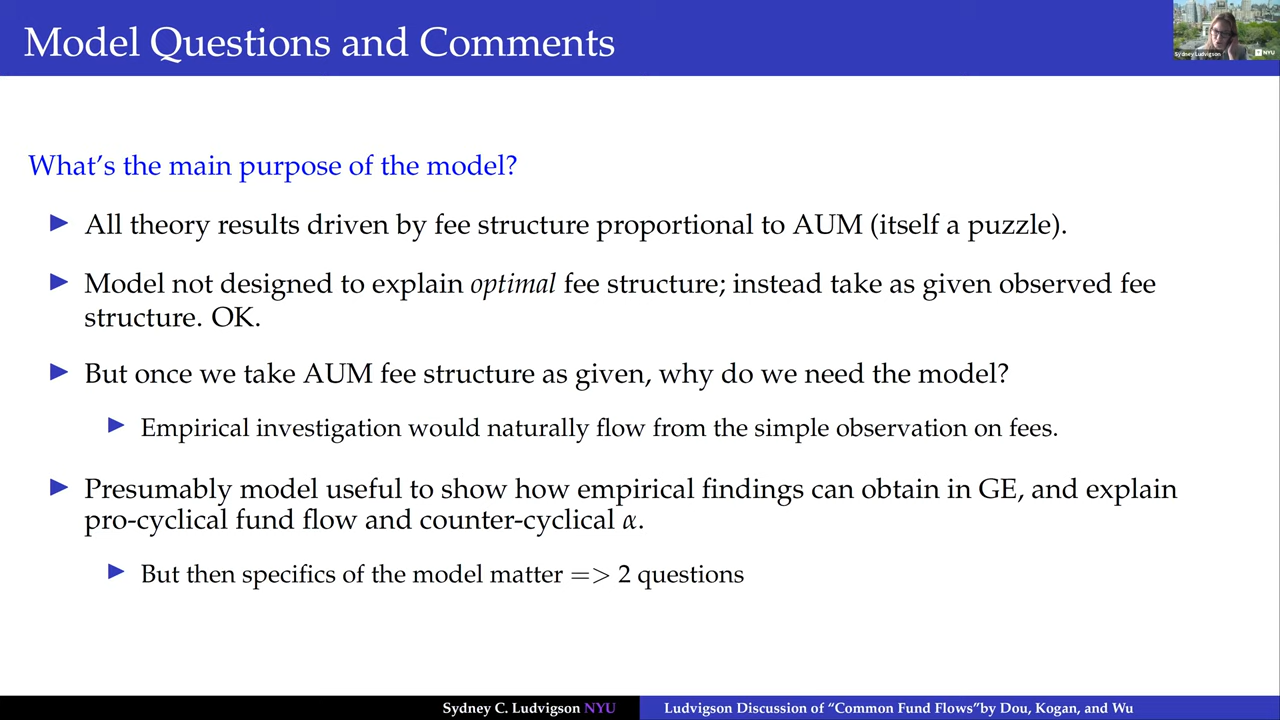 Model Questions and Comments
Sydney Ludvigson
NYU
What's the main purpose of the model?
All theory results driven by fee structure proportional to AUM (itself a puzzle).
Model not designed to explain optimal fee structure; instead take as given observed fee
structure. OK.
But once we take AUM fee structure as given, why do we need the model?
Empirical investigation would naturally flow from the simple observation on fees.
Presumably model useful to show how empirical findings can obtain in GE, and explain
pro-cyclical fund flow and counter-cyclical α.
But then specifics of the model matter => 2 questions
Sydney C. Ludvigson NYU
Ludvigson Discussion of “Common Fund Flows”by Dou, Kogan, and Wu